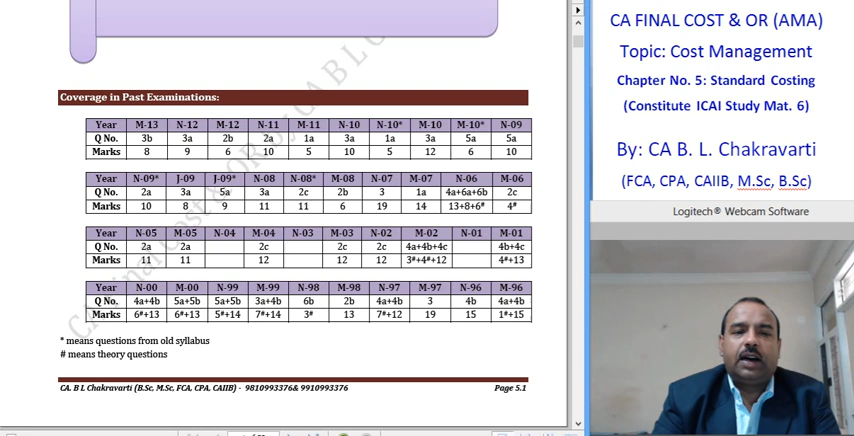 CA FINAL COST & OR (AMA)
Topic: Cost Management
Chapter No. 5: Standard Costing
(Constitute ICAI Study Mat. 6)
By: CA B. L. Chakravarti
(FCA, CPA, CAIIB, M.Sc, B.Sc)
Logitech® Webcam Software
Coverage in Past Examinations:
Year M-13 N-12 M-12 N-11 M-11 N-10 N-10* M-10 M-10* N-09
Q No. 3b 3a 2b 2a 1a 3a 1a 3a 5a 5a
Marks 8 9 6 10 5 10 5 12 6 10
Year N-09* J-09 J-09* N-08 N-08* M-08 N-07 M-07 N-06 M-06
Q No. 2a 3a 5a 3a 2c 2b 3 1a 4a+6a+6b 2c
Marks 10 8 9 11 11 6 19 14 13+8+6# 4#
Year N-05 M-05 N-04 M-04 N-03 M-03 N-02 M-02 N-01 M-01
Q No. 2a 2a 2c 2c 2c 4a+4b+4c 4b+4c
Marks 11 11 12 12 12 3#+4#+12 4#+13
Year N-00 M-00 N-99 M-99 N-98 M-98 N-97 M-97 N-96 M-96
Q No. 4a+4b 5a+5b 5a+5b 3a+4b 6b 2b 4a+4b 3 4b 4a+4b
Marks 6#+13 6#+13 5#+14 7#+14 3# 13 7#+12 19 15 1#+15
* means questions from old syllabus
# means theory questions
CA. B L Chakravarti (B.Sc, M.Sc, FCA, CPA, CAIIB) - 9810993376& 9910993376 Page 5.1